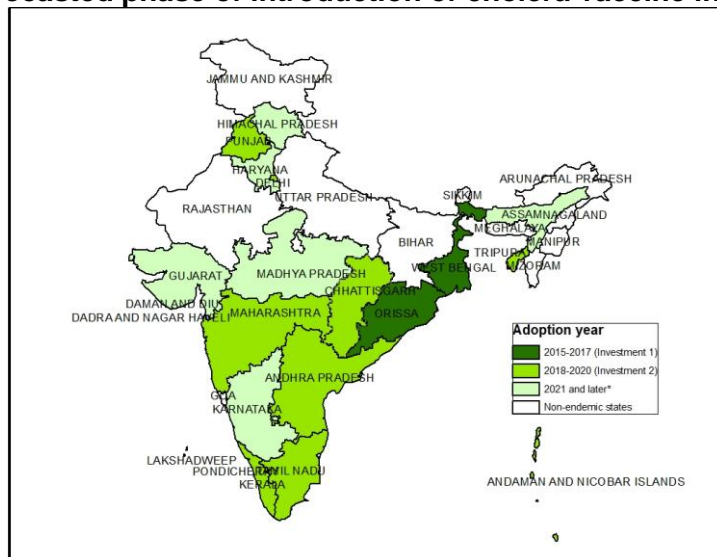 JAMMU AND KASHMIR
HIMACHAL PRADESH
PUNJAB
HARYANA
DELHI
ARUNACHAL PRADESH
UTTAR PRADESH
SIKKIM
RAJASTHAN
ASSAM
NAGALAND
MEGHALAYA
BIHAR
MANIPUR
TRIPURA
WEST BENGAL
MIZORAM
GUJARAT
MADHYA PRADESH
CHHATTISGARH
DAMAN AND DIU
DADRA AND NAGAR HAVELI
MAHARASHTRA
ORISSA
Adoption year
2015-2017 (Investment 1)
2018-2020 (Investment 2)
2021 and later*
Non-endemic states
ANDHRA PRADESH
GOA
KARNATAKA
LAKSHADWEEP
PONDICHERRY
TAMIL NADU
KERALA
ANDAMAN AND NICOBAR ISLANDS